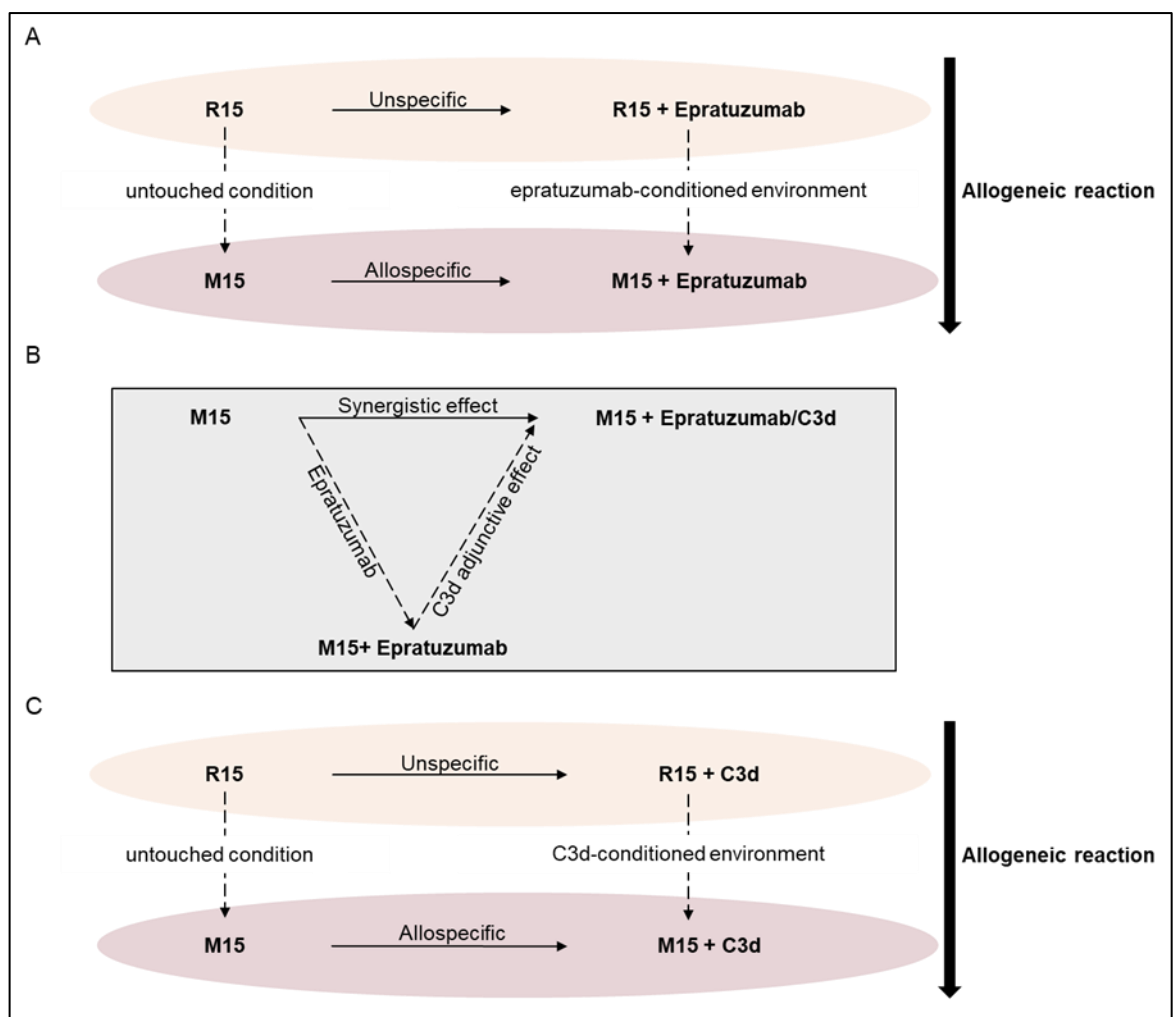 A
R15
Unspecific
R15 + Epratuzumab
untouched condition
epratuzumab-conditioned environment
Allogeneic reaction
M15
Allospecific
M15 + Epratuzumab
B
M15
Synergistic effect
M15 + Epratuzumab/C3d
Epratuzumab
C3d adjunctive effect
M15+ Epratuzumab
C
R15
Unspecific
R15 + C3d
untouched condition
C3d-conditioned environment
Allogeneic reaction
M15
Allospecific
M15 + C3d